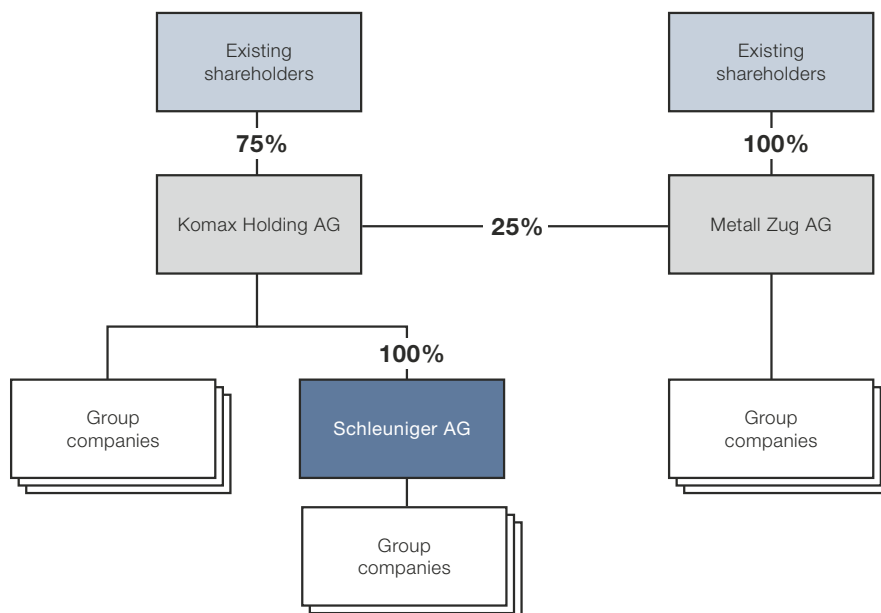 Existing
shareholders
Existing
shareholders
75%
100%
Komax Holding AG
25%
Metall Zug AG
100%
Group
companies
Schleuniger AG
Group
companies
Group
companies